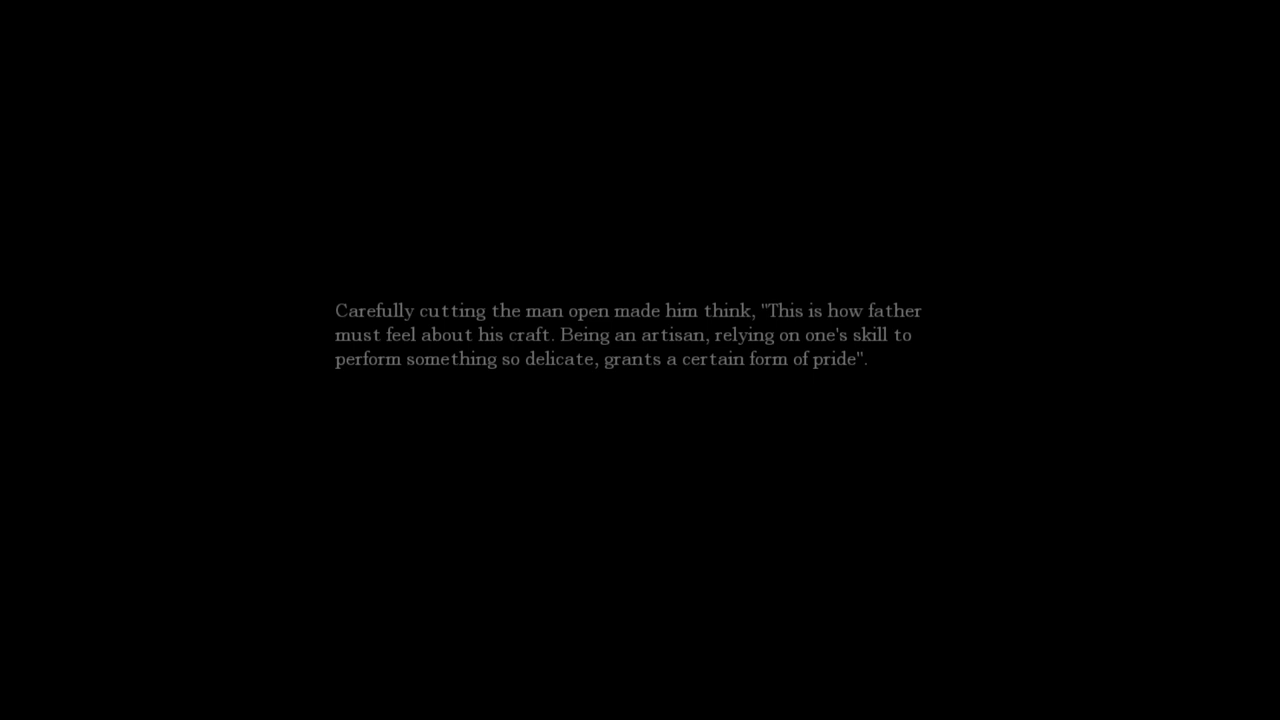 Carefully cutting the man open made him think, "This is how father
must feel about his craft. Being an artisan, relying on one's skill to
perform something so delicate, grants a certain form of pride".